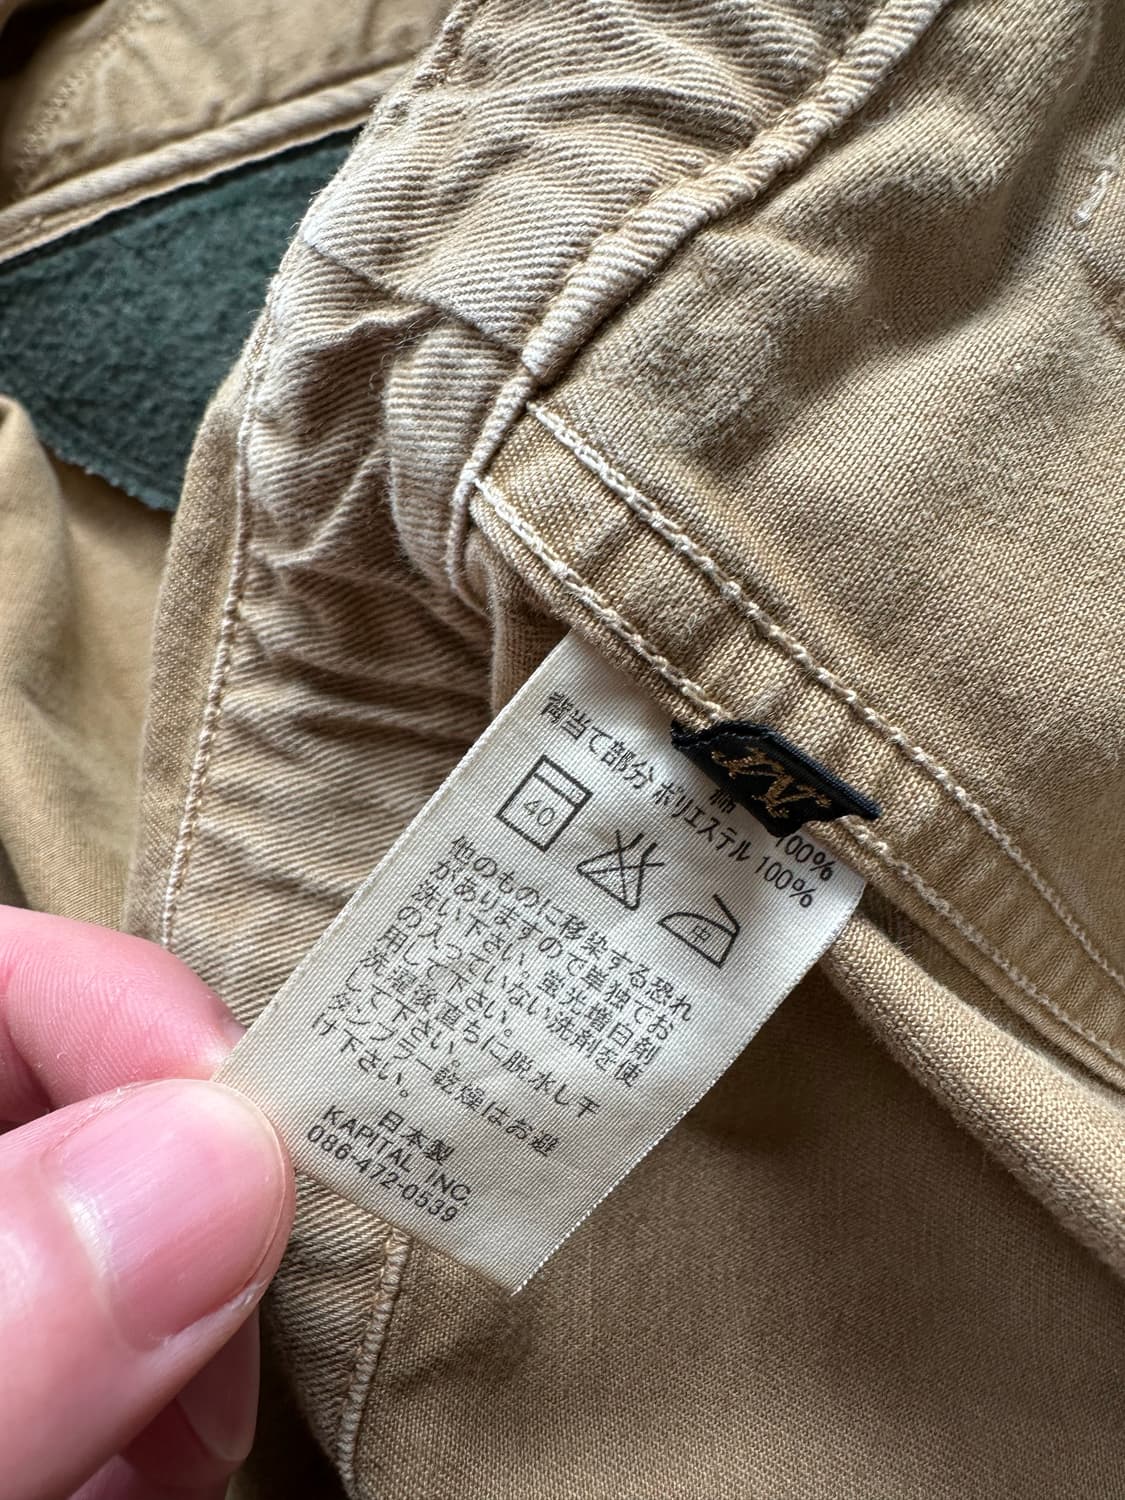 綿 100%
背当て部分 ポリエステル 100%
40
中
他のものに移染する恐れ
がありますので単独でお
洗い下さい。蛍光増白剤
の入っていない洗剤を使
用して下さい。
洗濯後直ちに脱水し干
して下さい。
タンブラー乾燥はお避
け下さい。
日本製
KAPITAL INC.
086-472-0539